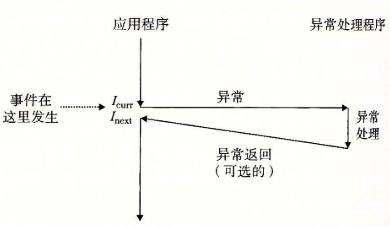 应用程序
异常处理程序
事件在
这里发生
Icurr
Inext
异常
异常
处理
异常返回
（可选的）